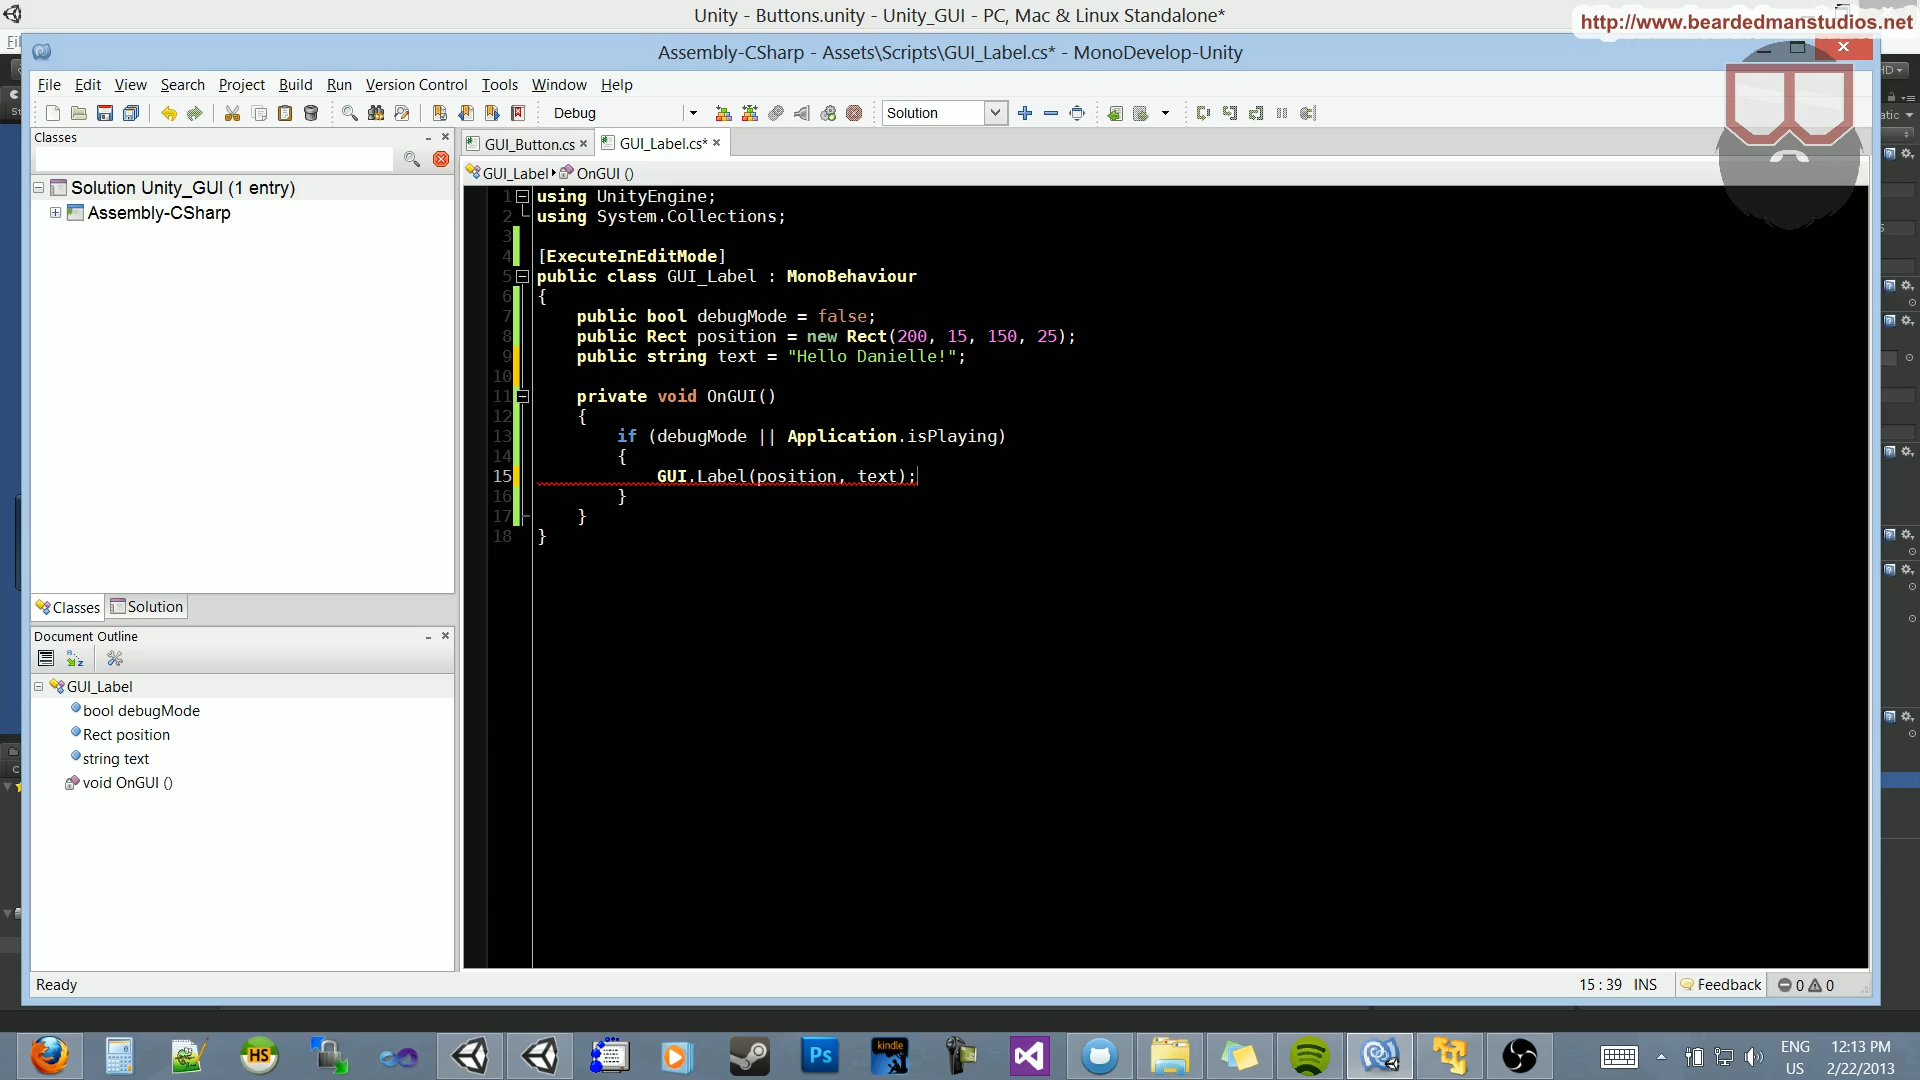 Unity - Buttons.unity - Unity_GUI - PC, Mac & Linux Standalone*
http://www.beardedmanstudios.net
Assembly-CSharp - Assets\Scripts\GUI_Label.cs* - MonoDevelop-Unity
File Edit View Search Project Build Run Version Control Tools Window Help
Debug
Solution
Classes
GUI_Button.cs
GUI_Label.cs*
GUI_Label
OnGUI ()
Solution Unity_GUI (1 entry)
Assembly-CSharp
1 using UnityEngine;
2 using System.Collections;
3
4 [ExecuteInEditMode]
5 public class GUI_Label : MonoBehaviour
6 {
7 public bool debugMode = false;
8 public Rect position = new Rect(200, 15, 150, 25);
9 public string text = "Hello Danielle!";
10
11 private void OnGUI()
12 {
13 if (debugMode || Application.isPlaying)
14 {
15 GUI.Label(position, text);
16 }
17 }
18 }
Classes
Solution
Document Outline
GUI_Label
bool debugMode
Rect position
string text
void OnGUI ()
Ready
15 : 39 INS
Feedback
0 0
HS
Ps
kindle
ENG
US
12:13 PM
2/22/2013